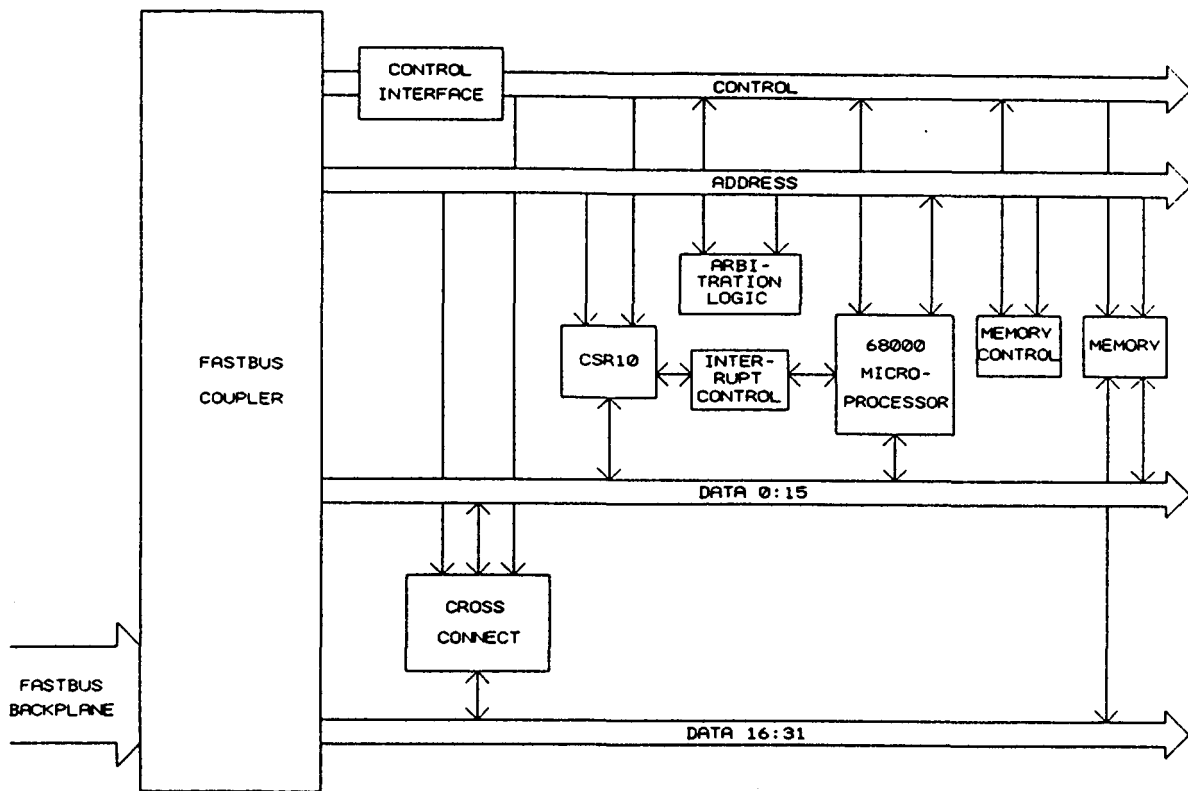 CONTROL
INTERFACE
CONTROL
ADDRESS
ARBI-
TRATION
LOGIC
FASTBUS
COUPLER
CSR10
INTER-
RUPT
CONTROL
68000
MICRO-
PROCESSOR
MEMORY
CONTROL
MEMORY
DATA 0:15
CROSS
CONNECT
FASTBUS
BACKPLANE
DATA 16:31